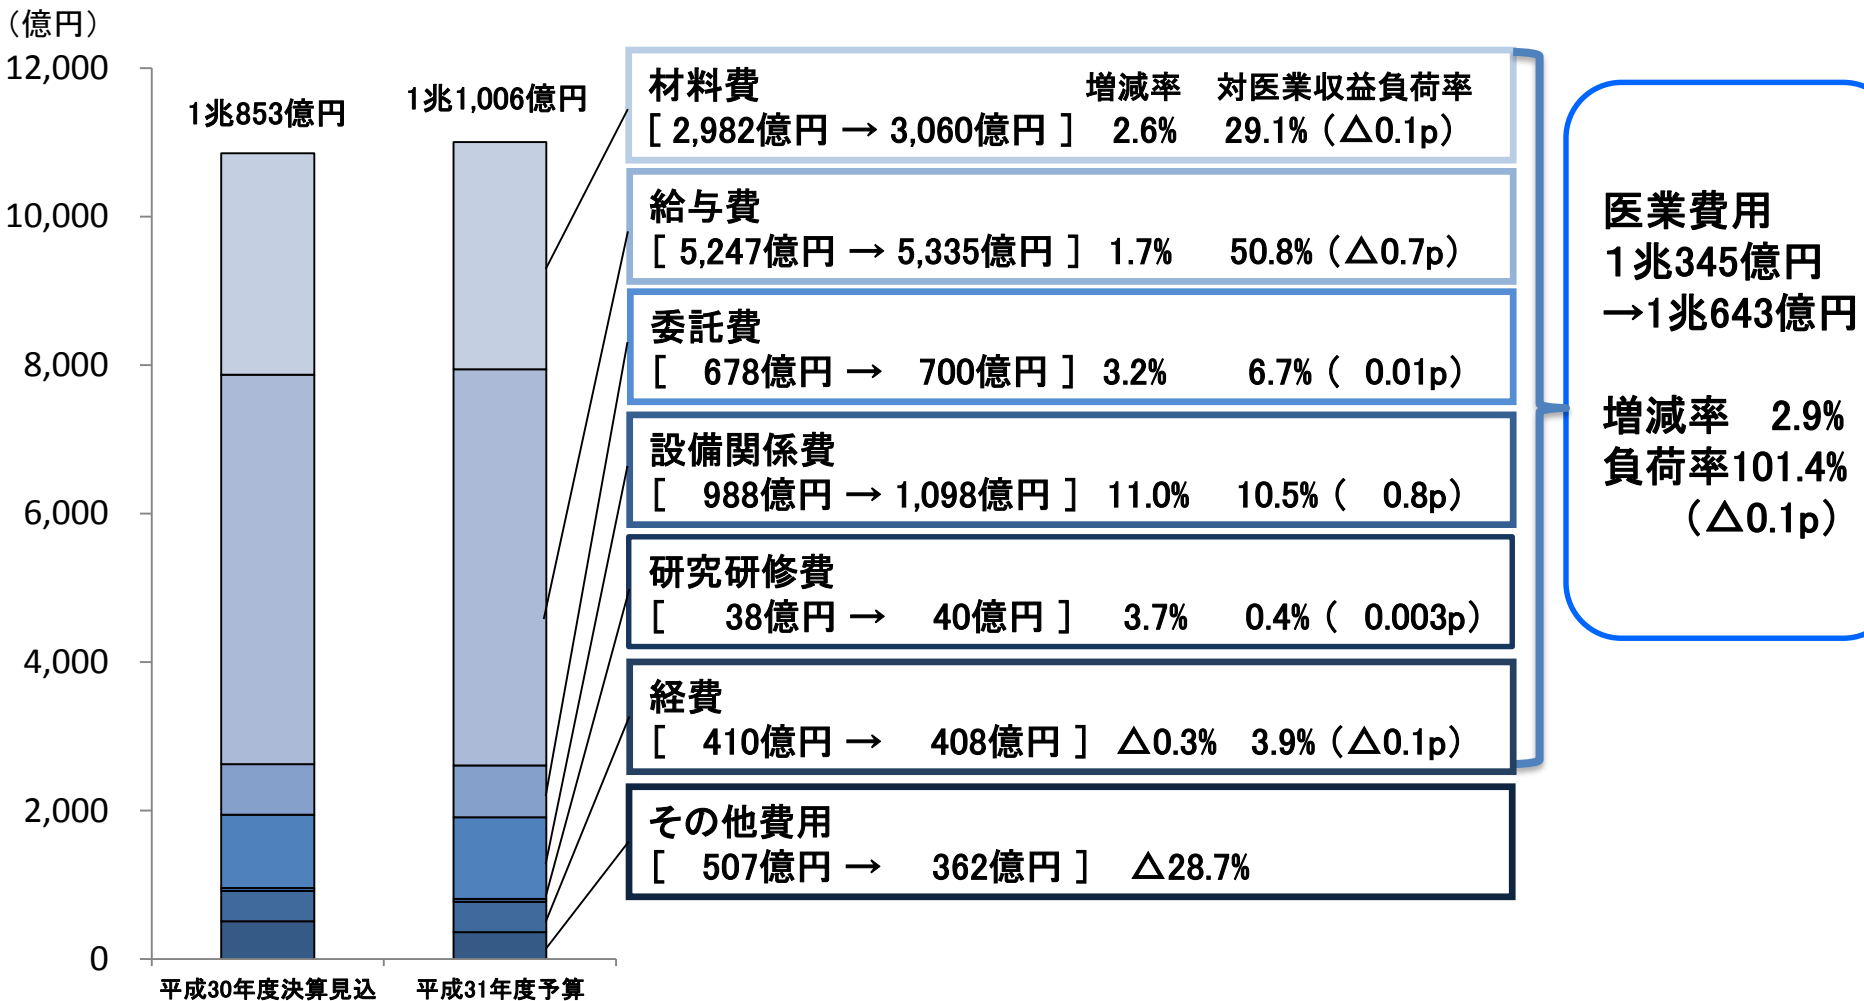 （億円）
12,000
10,000
8,000
6,000
4,000
2,000
0
1兆853億円
1兆1,006億円
平成30年度決算見込
平成31年度予算
材料費 増減率 対医業収益負荷率
[ 2,982億円 → 3,060億円 ] 2.6% 29.1%（△0.1p）
給与費
[ 5,247億円 → 5,335億円 ] 1.7% 50.8%（△0.7p）
委託費
[ 678億円 → 700億円 ] 3.2% 6.7%（ 0.01p）
設備関係費
[ 988億円 → 1,098億円 ] 11.0% 10.5%（ 0.8p）
研究研修費
[ 38億円 → 40億円 ] 3.7% 0.4%（ 0.003p）
経費
[ 410億円 → 408億円 ] △0.3% 3.9%（△0.1p）
その他費用
[ 507億円 → 362億円 ] △28.7%
医業費用
1兆345億円
→1兆643億円
増減率 2.9%
負荷率101.4%
（△0.1p）